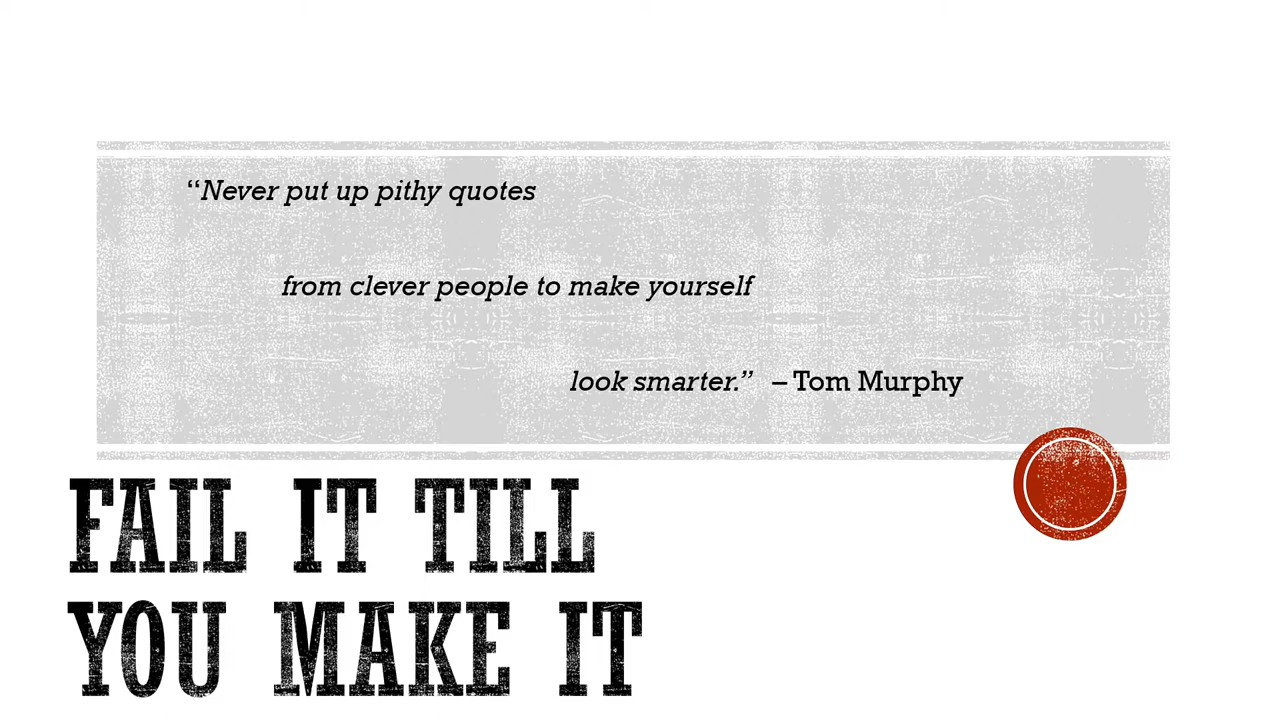 “Never put up pithy quotes
from clever people to make yourself
look smarter.” – Tom Murphy
FAIL IT TILL
YOU MAKE IT